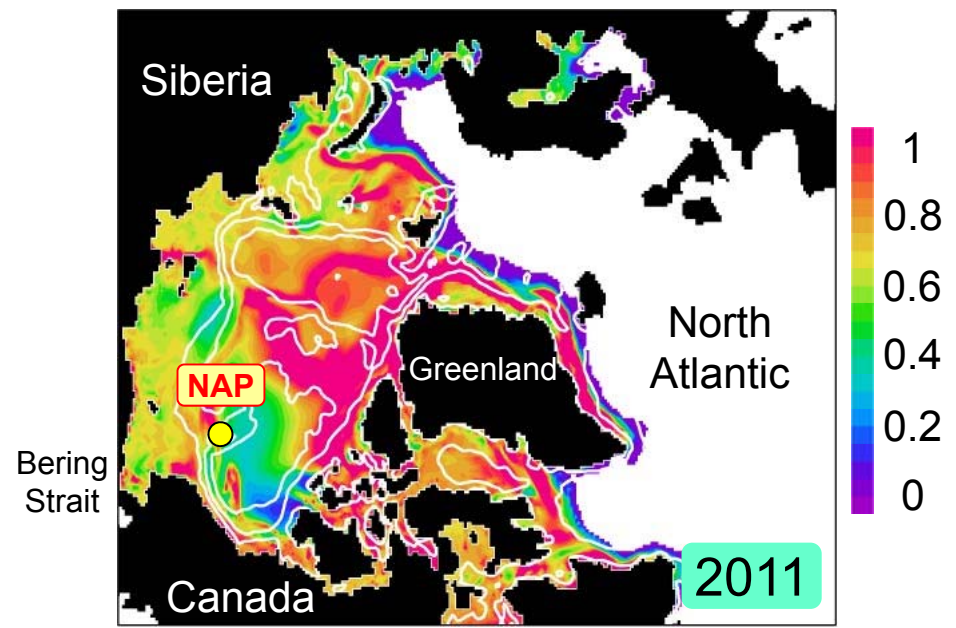 Siberia
1
0.8
0.6
North
Atlantic
0.4
Greenland
NAP
0.2
Bering
Strait
0
2011
Canada